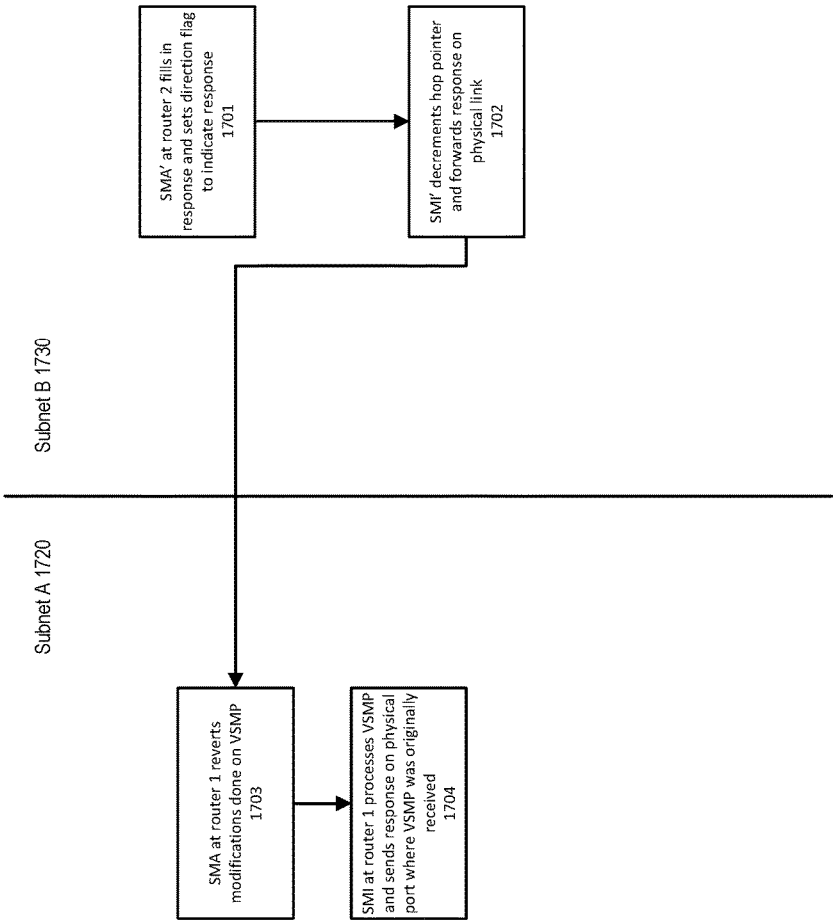 Subnet A 1720
Subnet B 1730
SMA' at router 2 fills in
response and sets direction flag
to indicate response
1701
SMI' decrements hop pointer
and forwards response on
physical link
1702
SMA at router 1 reverts
modifications done on VSMP
1703
SMI at router 1 processes VSMP
and sends response on physical
port where VSMP was originally
received
1704